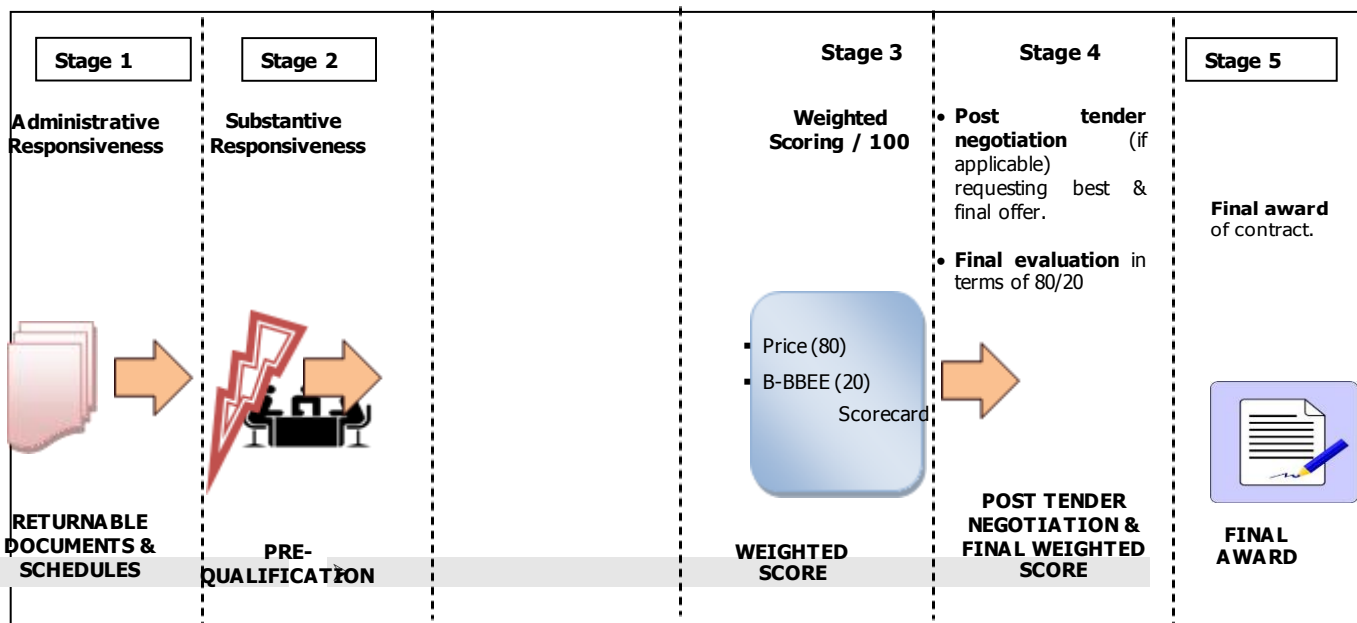 Stage 1
Administrative
Responsiveness
RETURNABLE
DOCUMENTS &
SCHEDULES
Stage 2
Substantive
Responsiveness
PRE-
QUALIFICATION
Stage 3
Weighted
Scoring / 100
▪ Price (80)
▪ B-BBEE (20)
Scorecard
WEIGHTED
SCORE
Stage 4
• Post tender
negotiation (if
applicable)
requesting best &
final offer.
• Final evaluation in
terms of 80/20
POST TENDER
NEGOTIATION &
FINAL WEIGHTED
SCORE
Stage 5
Final award
of contract.
FINAL
AWARD